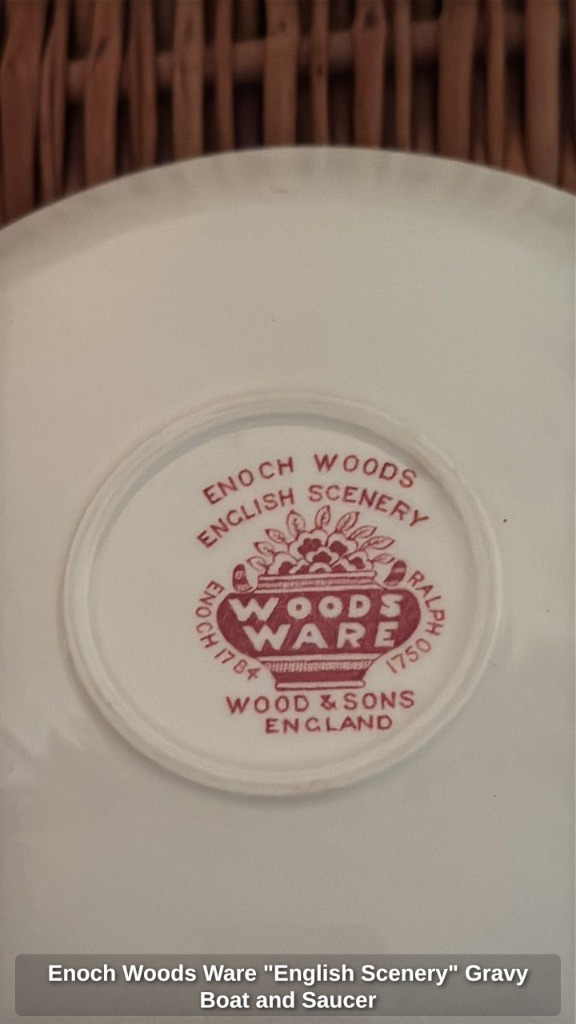 ENOCH WOODS
ENGLISH SCENERY
ENOCH 1784
WOODS
WARE
RALPH 1750
WOOD & SONS
ENGLAND
Enoch Woods Ware "English Scenery" Gravy
Boat and Saucer